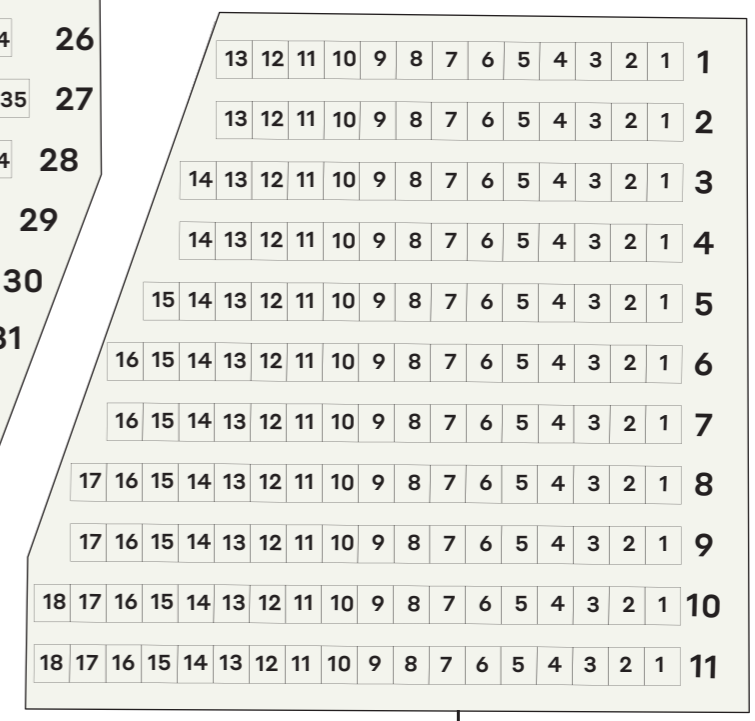 4 26
35 27
4 28
29
30
31
13 12 11 10 9 8 7 6 5 4 3 2 1 1
13 12 11 10 9 8 7 6 5 4 3 2 1 2
14 13 12 11 10 9 8 7 6 5 4 3 2 1 3
14 13 12 11 10 9 8 7 6 5 4 3 2 1 4
15 14 13 12 11 10 9 8 7 6 5 4 3 2 1 5
16 15 14 13 12 11 10 9 8 7 6 5 4 3 2 1 6
16 15 14 13 12 11 10 9 8 7 6 5 4 3 2 1 7
17 16 15 14 13 12 11 10 9 8 7 6 5 4 3 2 1 8
17 16 15 14 13 12 11 10 9 8 7 6 5 4 3 2 1 9
18 17 16 15 14 13 12 11 10 9 8 7 6 5 4 3 2 1 10
18 17 16 15 14 13 12 11 10 9 8 7 6 5 4 3 2 1 11